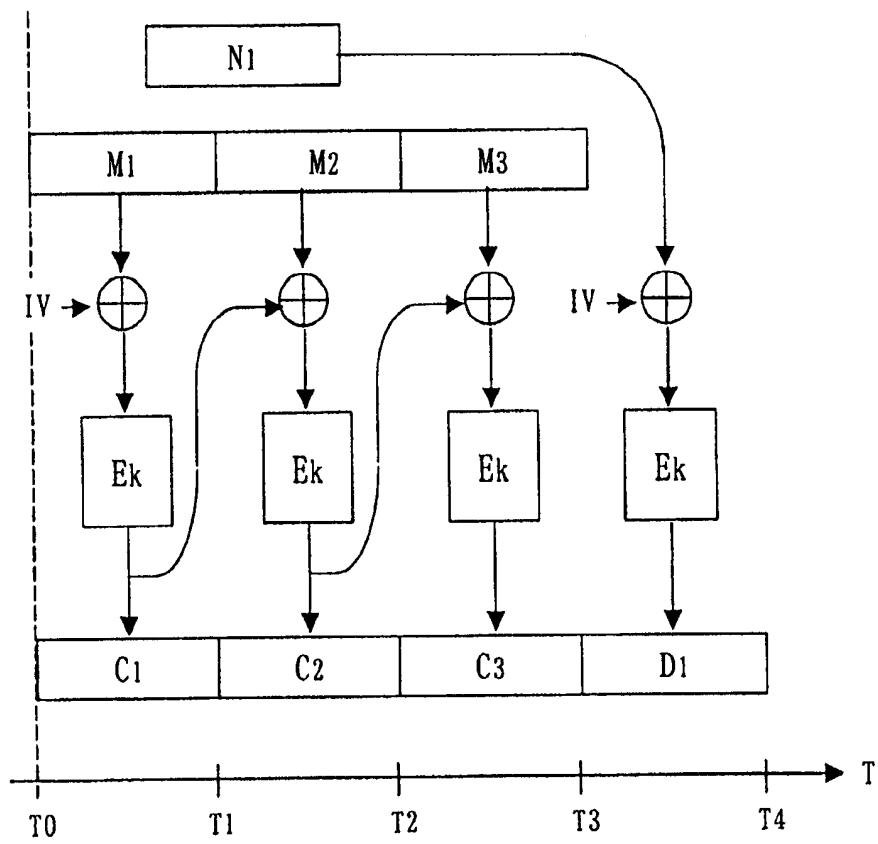 N1
M1 M2 M3
IV IV
Ek Ek Ek Ek
C1 C2 C3 D1
T
T0 T1 T2 T3 T4